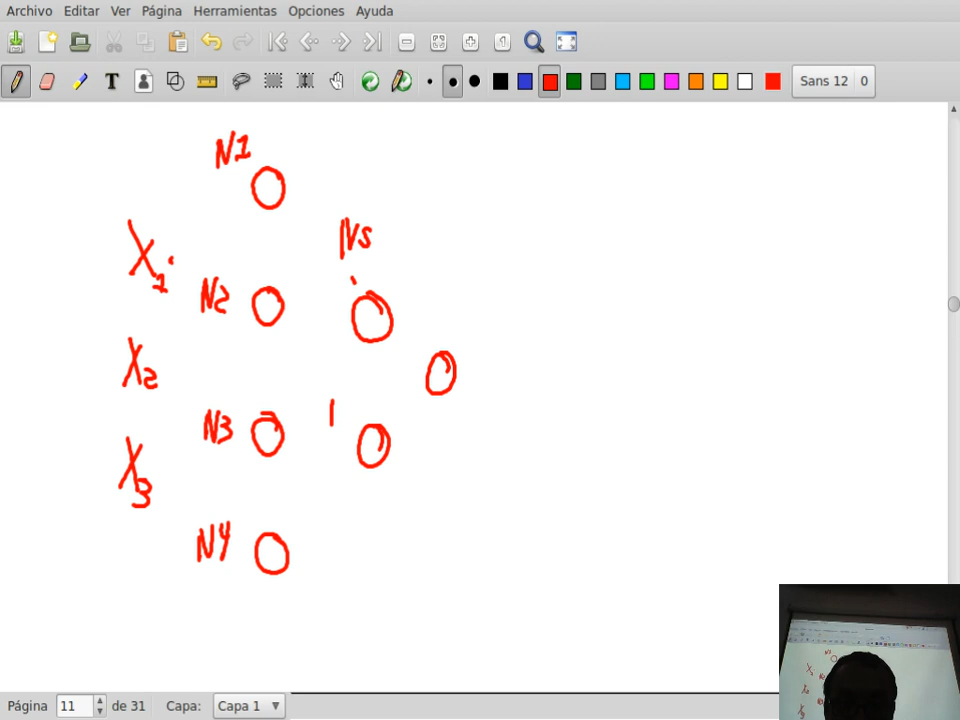 Archivo Editar Ver Página Herramientas Opciones Ayuda
Sans 12 0
N1
X1
Ns
N2
X2
N3
X3
N4
Página 11 de 31 Capa: Capa 1